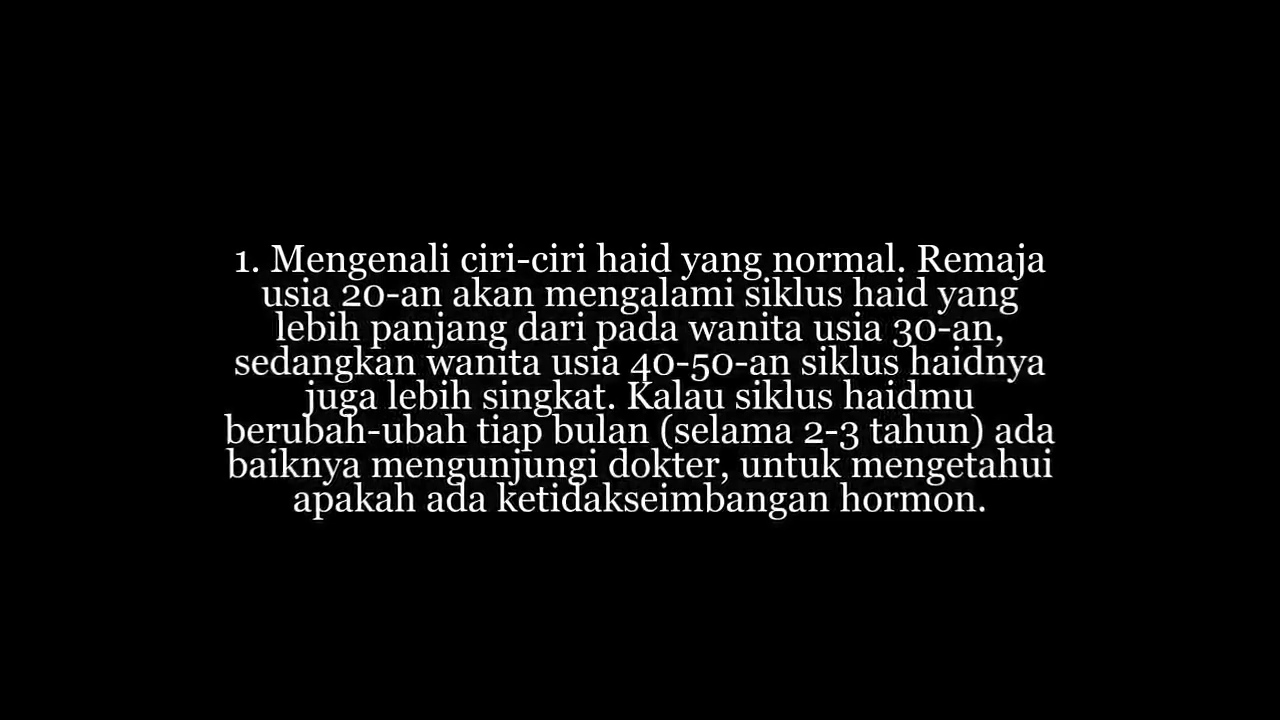 1. Mengenali ciri-ciri haid yang normal. Remaja
usia 20-an akan mengalami siklus haid yang
lebih panjang dari pada wanita usia 30-an,
sedangkan wanita usia 40-50-an siklus haidnya
juga lebih singkat. Kalau siklus haidmu
berubah-ubah tiap bulan (selama 2-3 tahun) ada
baiknya mengunjungi dokter, untuk mengetahui
apakah ada ketidakseimbangan hormon.